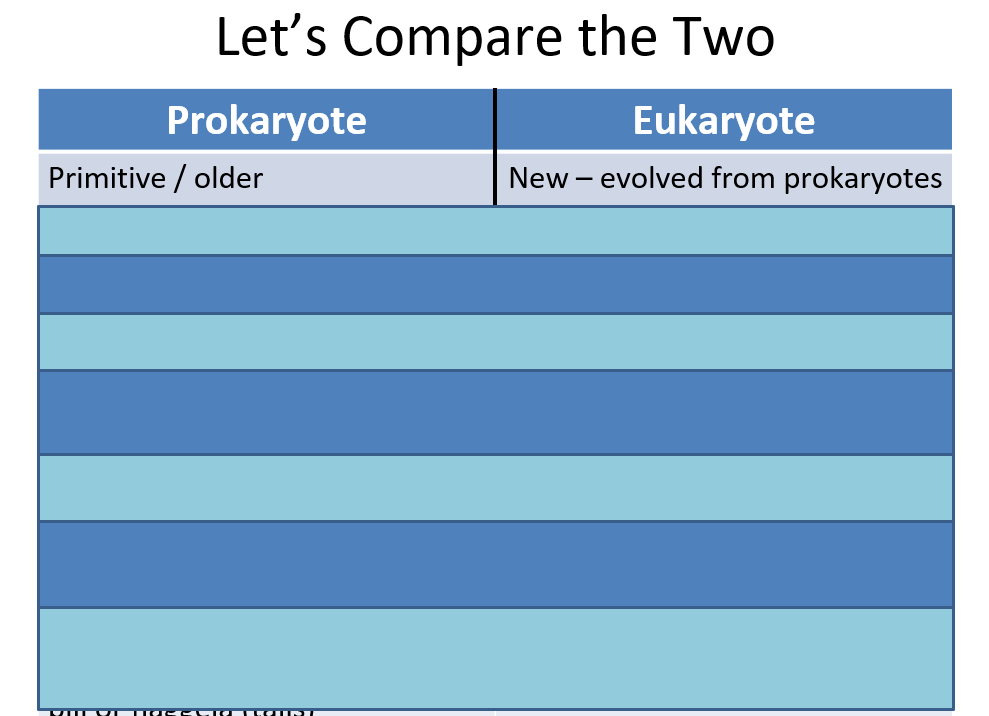 Let's Compare the Two
Prokaryote
Eukaryote
Primitive / older
New – evolved from prokaryotes